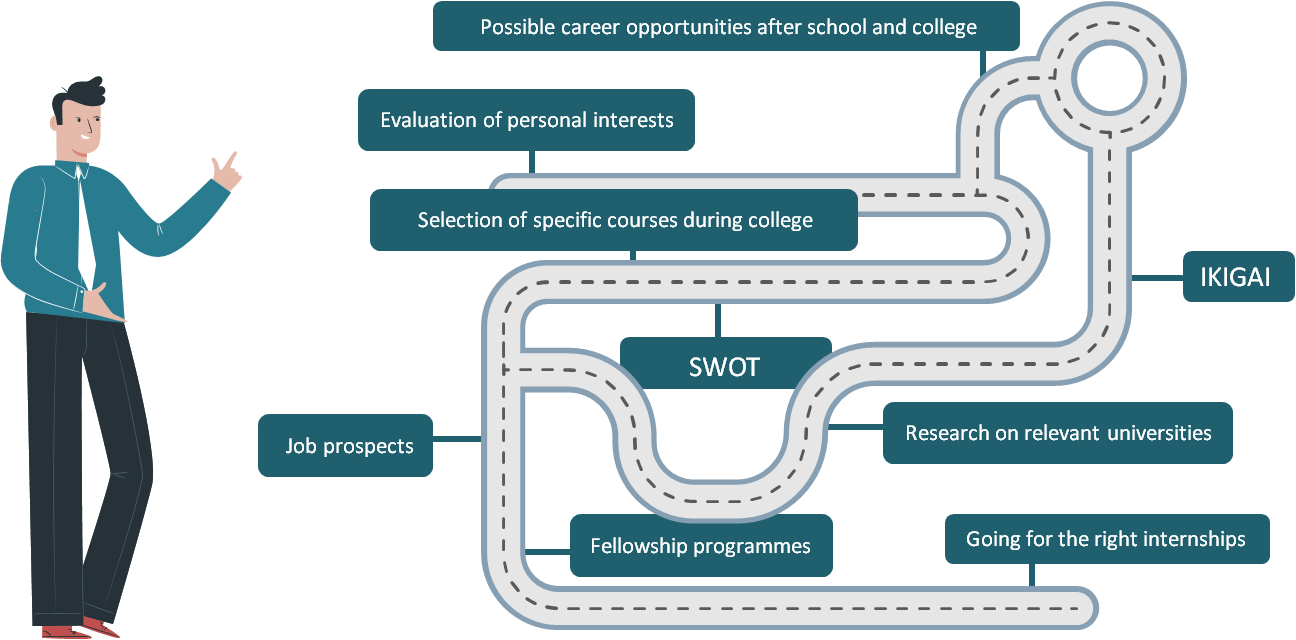 Possible career opportunities after school and college
Evaluation of personal interests
Selection of specific courses during college
IKIGAI
SWOT
Research on relevant universities
Job prospects
Fellowship programmes
Going for the right internships